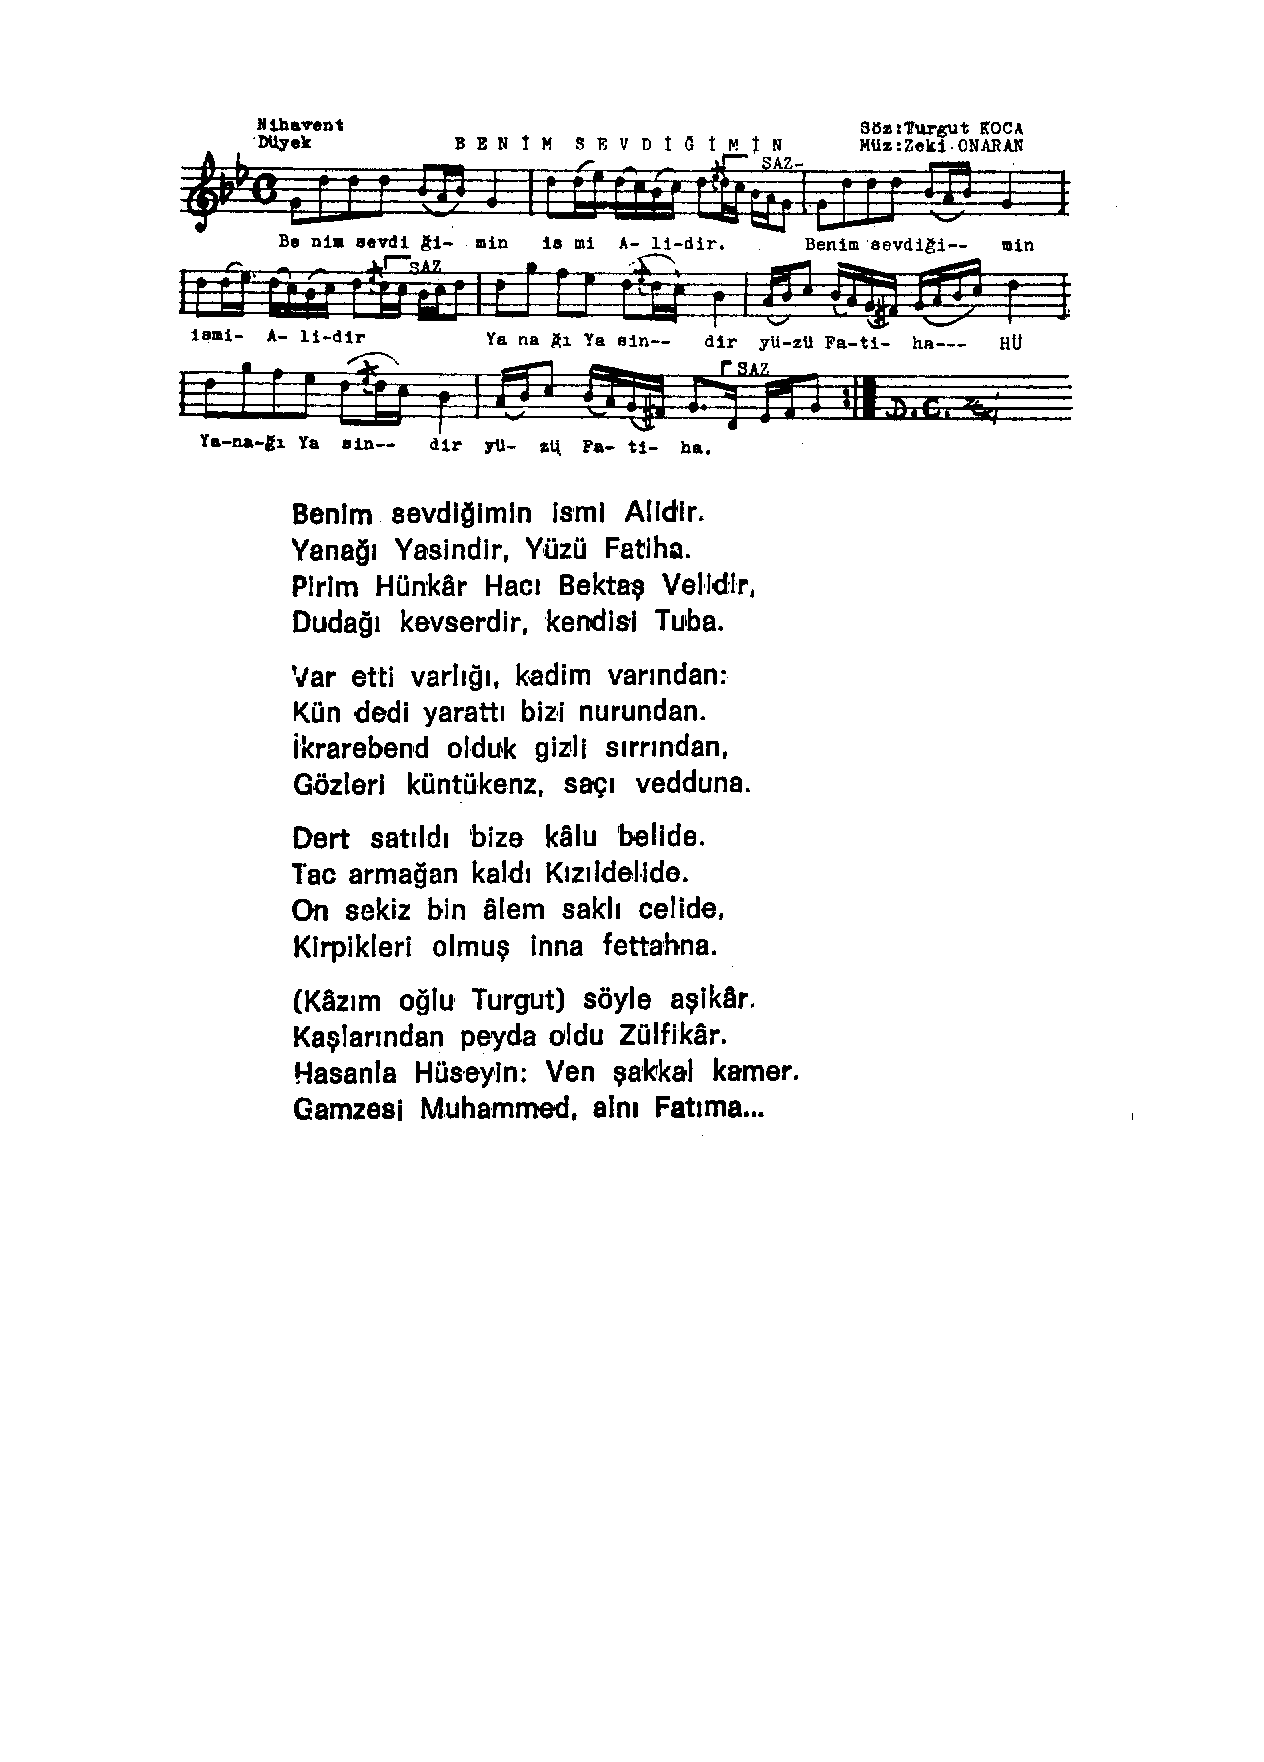 Nihavent
Düyek
BENİM SEVDİĞİMİN
Söz:Turgut KOCA
Müz:Zeki ONARAN
SAZ-
Be nim sevdi ği- min is mi A- li-dir. Benim sevdiği-- min
SAZ
ismi- A- li-dir Ya na ğı Ya sin-- dir yü-zü Fa-ti- ha--- HÜ
SAZ
D.C.
Ya-na-ğı Ya sin-- dir yü- zü Fa- ti- ha.
Benim sevdiğimin ismi Alidir.
Yanağı Yasindir, Yüzü Fatiha.
Pirim Hünkâr Hacı Bektaş Velidir,
Dudağı kevserdir, kendisi Tuba.
Var etti varlığı, kadim varından:
Kün dedi yarattı bizi nurundan.
İkrarebend olduk gizli sırrından,
Gözleri küntükenz, saçı vedduna.
Dert satıldı bize kâlu belide.
Tac armağan kaldı Kızıldelide.
On sekiz bin âlem saklı celide,
Kirpikleri olmuş inna fettahna.
(Kâzım oğlu Turgut) söyle aşikâr.
Kaşlarından peyda oldu Zülfikâr.
Hasanla Hüseyin: Ven şakkal kamer.
Gamzesi Muhammed, alnı Fatıma...